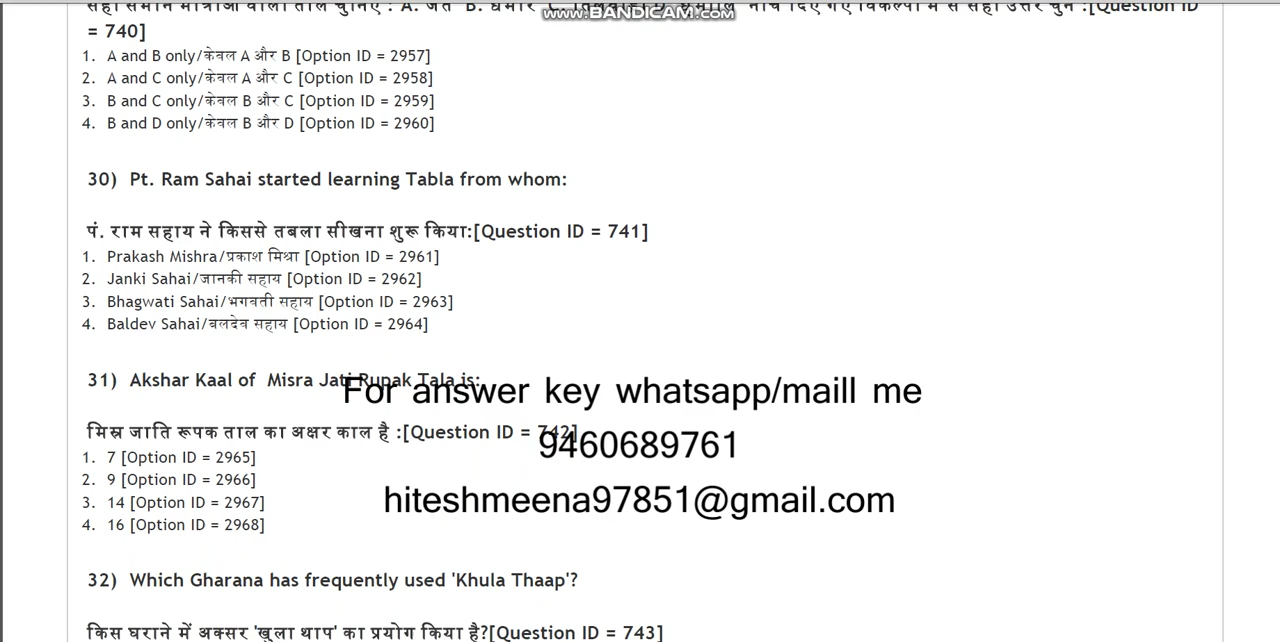 www.BANDICAM.com
= 740]
1. A and B only/केवल A और B [Option ID = 2957]
2. A and C only/केवल A और C [Option ID = 2958]
3. B and C only/केवल B और C [Option ID = 2959]
4. B and D only/केवल B और D [Option ID = 2960]
30) Pt. Ram Sahai started learning Tabla from whom:
पं. राम सहाय ने किससे तबला सीखना शुरू किया:[Question ID = 741]
1. Prakash Mishra/प्रकाश मिश्रा [Option ID = 2961]
2. Janki Sahai/जानकी सहाय [Option ID = 2962]
3. Bhagwati Sahai/भगवती सहाय [Option ID = 2963]
4. Baldev Sahai/बलदेव सहाय [Option ID = 2964]
31) Akshar Kaal of Misra Jati Rupak Tala is:
For answer key whatsapp/maill me
मिस्र जाति रूपक ताल का अक्षर काल है :[Question ID = 742]
9460689761
1. 7 [Option ID = 2965]
2. 9 [Option ID = 2966]
hiteshmeena97851@gmail.com
3. 14 [Option ID = 2967]
4. 16 [Option ID = 2968]
32) Which Gharana has frequently used 'Khula Thaap'?
किस घराने में अक्सर 'खुला थाप' का प्रयोग किया है?[Question ID = 743]